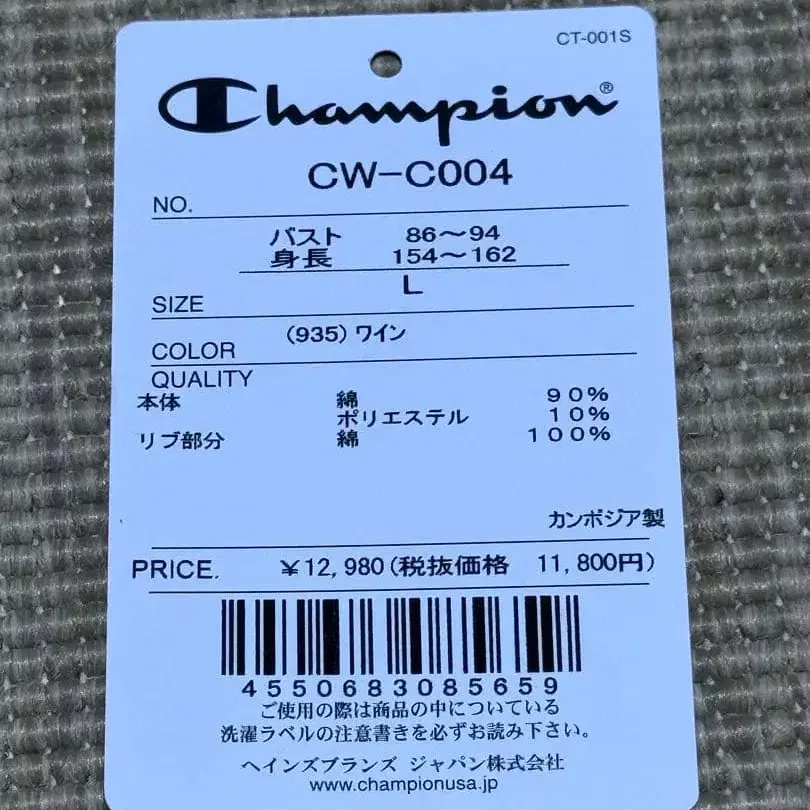 CT-001S
Champion®
CW-C004
NO.
バスト 86〜94
身長 154〜162
L
SIZE
(935) ワイン
COLOR
QUALITY
本体 綿 90%
ポリエステル 10%
リブ部分 綿 100%
カンボジア製
PRICE. ¥12,980(税抜価格 11,800円)
4550683085659
ご使用の際は商品の中についている
洗濯ラベルの注意書きを必ずお読み下さい。
ヘインズブランズ ジャパン株式会社
www.championusa.jp